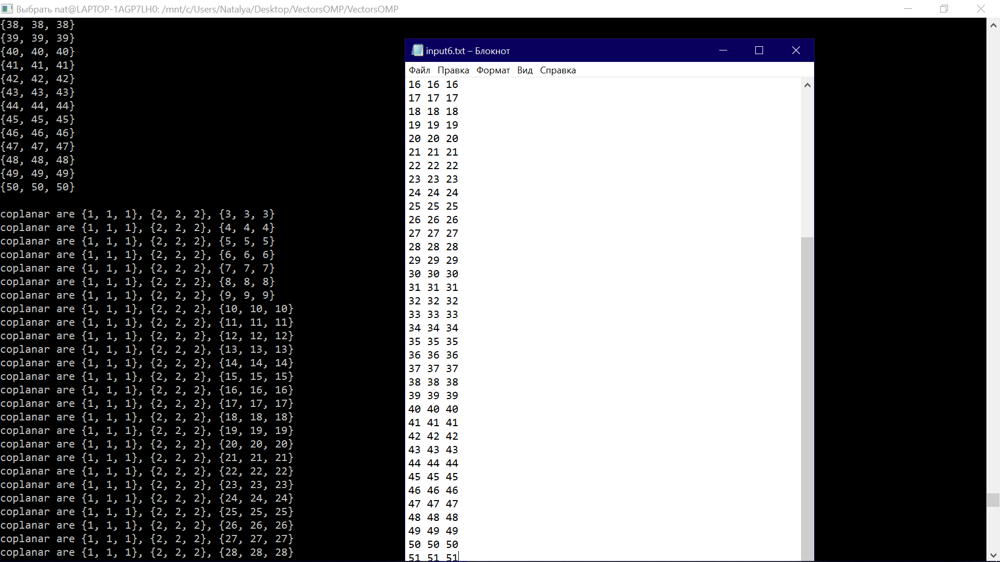 Выбрать nat@LAPTOP-1AGP7LH0: /mnt/c/Users/Natalya/Desktop/VectorsOMP/VectorsOMP
{38, 38, 38}
{39, 39, 39}
{40, 40, 40}
{41, 41, 41}
{42, 42, 42}
{43, 43, 43}
{44, 44, 44}
{45, 45, 45}
{46, 46, 46}
{47, 47, 47}
{48, 48, 48}
{49, 49, 49}
{50, 50, 50}
coplanar are {1, 1, 1}, {2, 2, 2}, {3, 3, 3}
coplanar are {1, 1, 1}, {2, 2, 2}, {4, 4, 4}
coplanar are {1, 1, 1}, {2, 2, 2}, {5, 5, 5}
coplanar are {1, 1, 1}, {2, 2, 2}, {6, 6, 6}
coplanar are {1, 1, 1}, {2, 2, 2}, {7, 7, 7}
coplanar are {1, 1, 1}, {2, 2, 2}, {8, 8, 8}
coplanar are {1, 1, 1}, {2, 2, 2}, {9, 9, 9}
coplanar are {1, 1, 1}, {2, 2, 2}, {10, 10, 10}
coplanar are {1, 1, 1}, {2, 2, 2}, {11, 11, 11}
coplanar are {1, 1, 1}, {2, 2, 2}, {12, 12, 12}
coplanar are {1, 1, 1}, {2, 2, 2}, {13, 13, 13}
coplanar are {1, 1, 1}, {2, 2, 2}, {14, 14, 14}
coplanar are {1, 1, 1}, {2, 2, 2}, {15, 15, 15}
coplanar are {1, 1, 1}, {2, 2, 2}, {16, 16, 16}
coplanar are {1, 1, 1}, {2, 2, 2}, {17, 17, 17}
coplanar are {1, 1, 1}, {2, 2, 2}, {18, 18, 18}
coplanar are {1, 1, 1}, {2, 2, 2}, {19, 19, 19}
coplanar are {1, 1, 1}, {2, 2, 2}, {20, 20, 20}
coplanar are {1, 1, 1}, {2, 2, 2}, {21, 21, 21}
coplanar are {1, 1, 1}, {2, 2, 2}, {22, 22, 22}
coplanar are {1, 1, 1}, {2, 2, 2}, {23, 23, 23}
coplanar are {1, 1, 1}, {2, 2, 2}, {24, 24, 24}
coplanar are {1, 1, 1}, {2, 2, 2}, {25, 25, 25}
coplanar are {1, 1, 1}, {2, 2, 2}, {26, 26, 26}
coplanar are {1, 1, 1}, {2, 2, 2}, {27, 27, 27}
coplanar are {1, 1, 1}, {2, 2, 2}, {28, 28, 28}
input6.txt – Блокнот
Файл Правка Формат Вид Справка
16 16 16
17 17 17
18 18 18
19 19 19
20 20 20
21 21 21
22 22 22
23 23 23
24 24 24
25 25 25
26 26 26
27 27 27
28 28 28
29 29 29
30 30 30
31 31 31
32 32 32
33 33 33
34 34 34
35 35 35
36 36 36
37 37 37
38 38 38
39 39 39
40 40 40
41 41 41
42 42 42
43 43 43
44 44 44
45 45 45
46 46 46
47 47 47
48 48 48
49 49 49
50 50 50
51 51 51